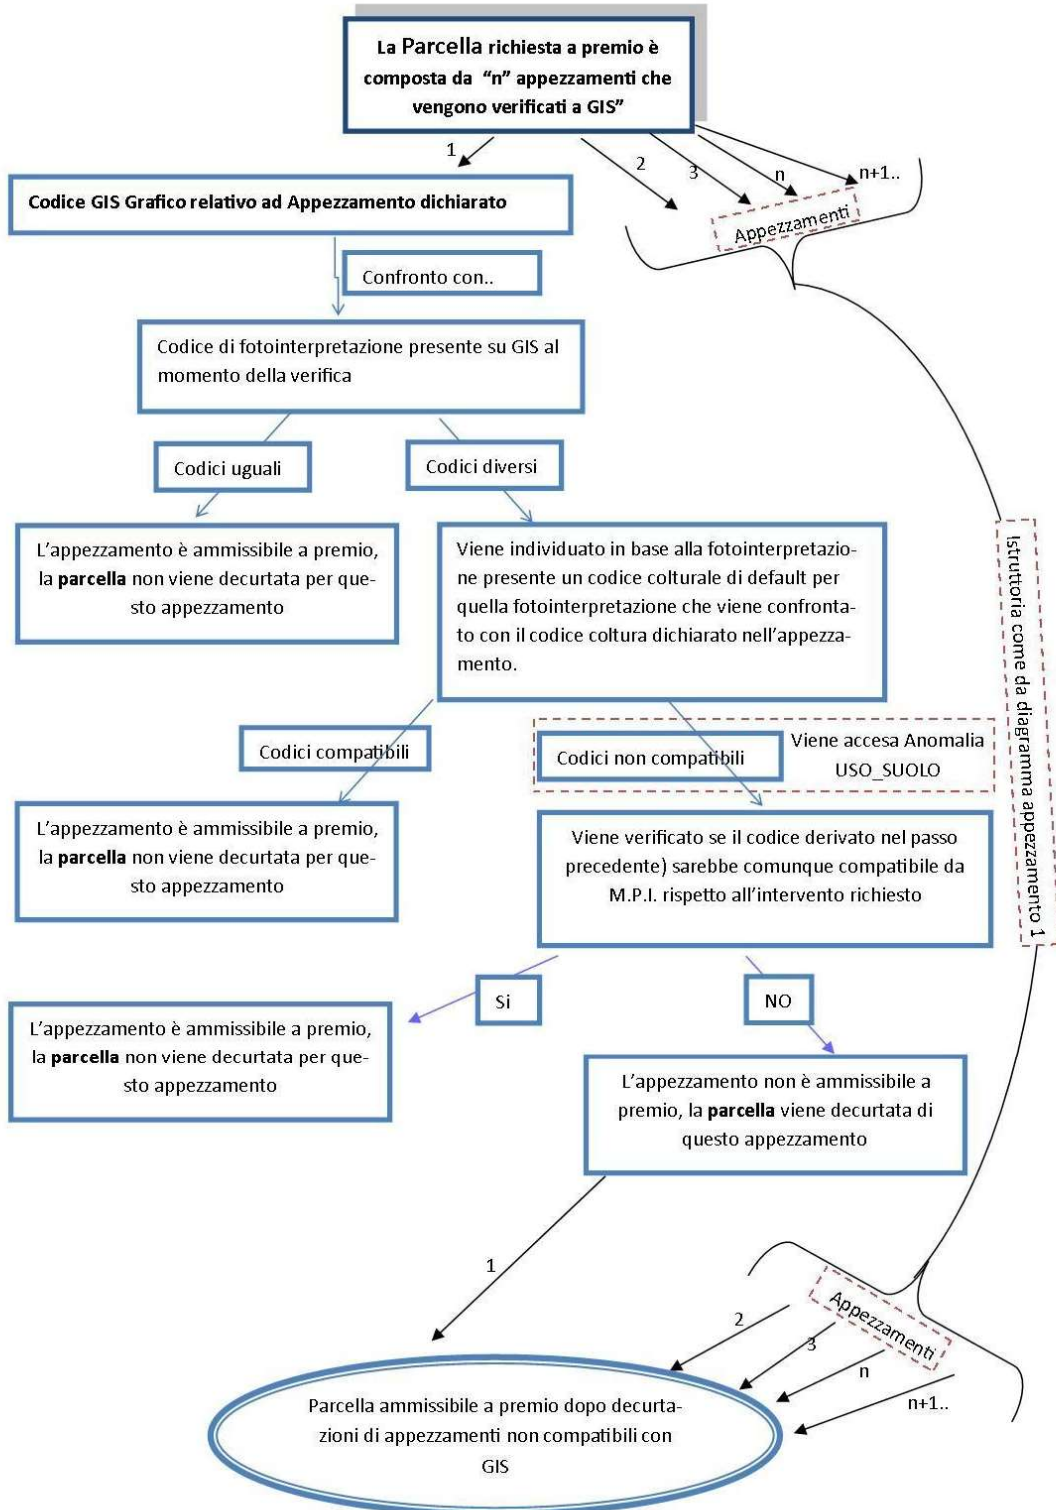 La Parcella richiesta a premio è
composta da “n” appezzamenti che
vengono verificati a GIS”
1
2
3
n
n+1..
Appezzamenti
Codice GIS Grafico relativo ad Appezzamento dichiarato
Confronto con..
Codice di fotointerpretazione presente su GIS al
momento della verifica
Codici uguali
Codici diversi
L’appezzamento è ammissibile a premio,
la parcella non viene decurtata per que-
sto appezzamento
Viene individuato in base alla fotointerpretazio-
ne presente un codice colturale di default per
quella fotointerpretazione che viene confronta-
to con il codice coltura dichiarato nell’appezza-
mento.
Istruttoria come da diagramma appezzamento 1
Codici compatibili
Codici non compatibili
Viene accesa Anomalia
USO_SUOLO
L’appezzamento è ammissibile a premio,
la parcella non viene decurtata per que-
sto appezzamento
Viene verificato se il codice derivato nel passo
precedente) sarebbe comunque compatibile da
M.P.I. rispetto all’intervento richiesto
Si
NO
L’appezzamento è ammissibile a premio,
la parcella non viene decurtata per que-
sto appezzamento
L’appezzamento non è ammissibile a
premio, la parcella viene decurtata di
questo appezzamento
1
2
3
n
n+1..
Appezzamenti
Parcella ammissibile a premio dopo decurta-
zioni di appezzamenti non compatibili con
GIS